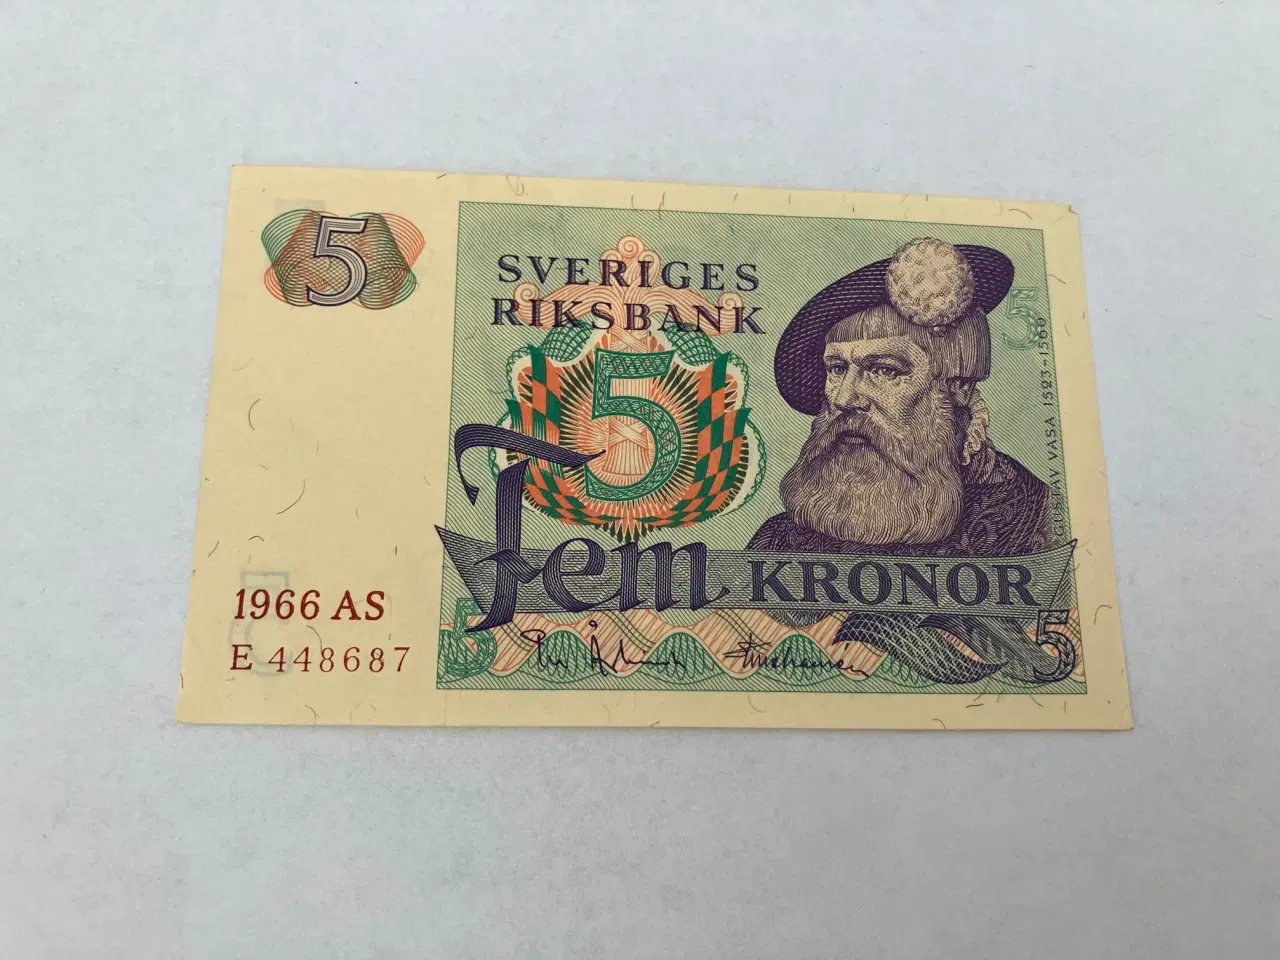 5
SVERIGES
RIKSBANK
5
5
GUSTAV VASA 1523-1560
Fem KRONOR
1966 AS
E 448687
5
5